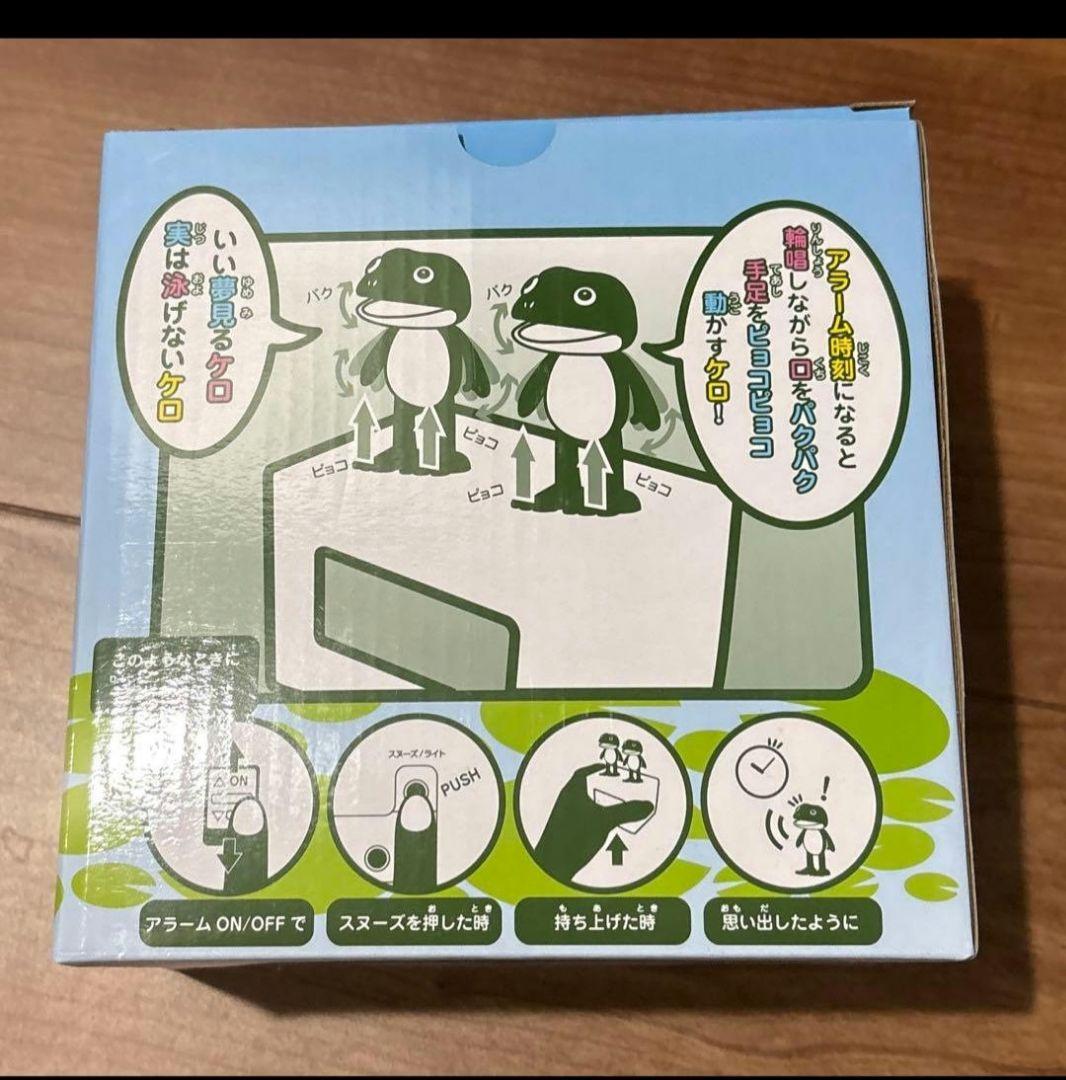 アラーム時刻になると
輪唱しながら口をパクパク
手足をピョコピョコ
動かすケロ!
いい夢見るケロ
実は泳げないケロ
バク
バク
ピョコ
ピョコ
ピョコ
ピョコ
このようなときに
ON
スヌーズ/ライト
PUSH
アラーム ON/OFF で
スヌーズを押した時
持ち上げた時
思い出したように